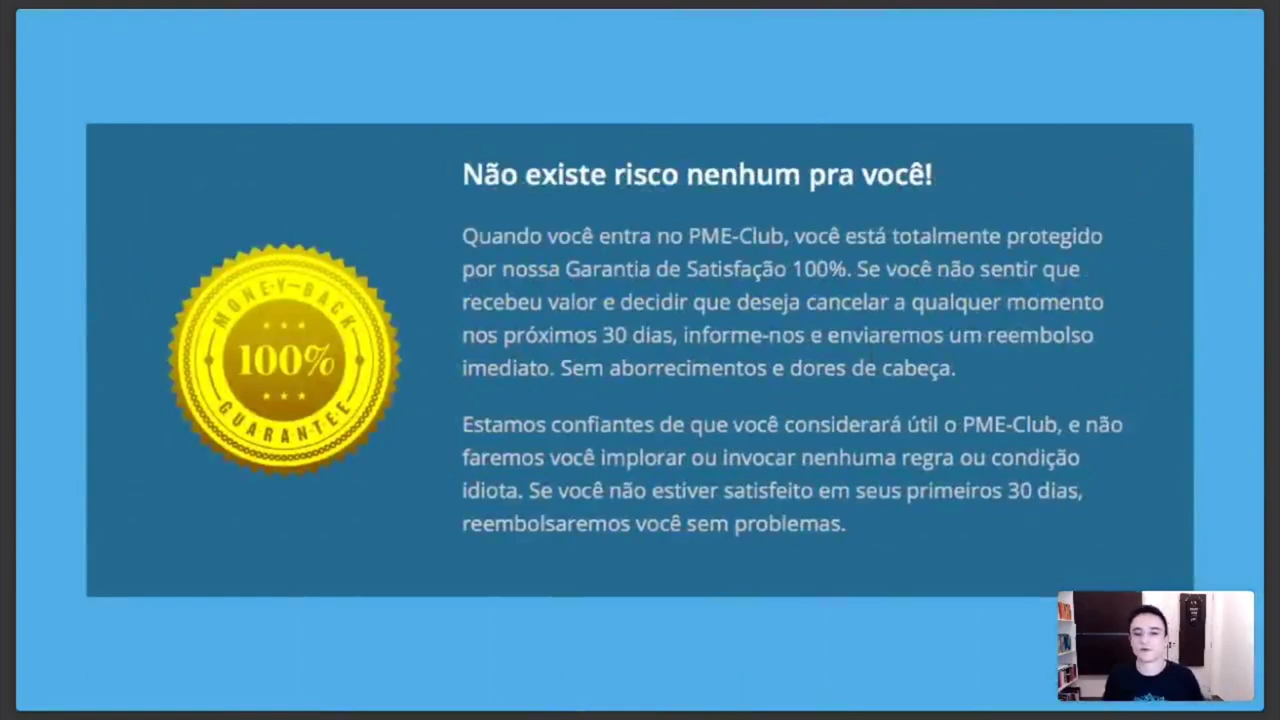 Não existe risco nenhum pra você!
Quando você entra no PME-Club, você está totalmente protegido
por nossa Garantia de Satisfação 100%. Se você não sentir que
recebeu valor e decidir que deseja cancelar a qualquer momento
nos próximos 30 dias, informe-nos e enviaremos um reembolso
imediato. Sem aborrecimentos e dores de cabeça.
Estamos confiantes de que você considerará útil o PME-Club, e não
faremos você implorar ou invocar nenhuma regra ou condição
idiota. Se você não estiver satisfeito em seus primeiros 30 dias,
reembolsaremos você sem problemas.
MONEY-BACK
100%
GUARANTEE